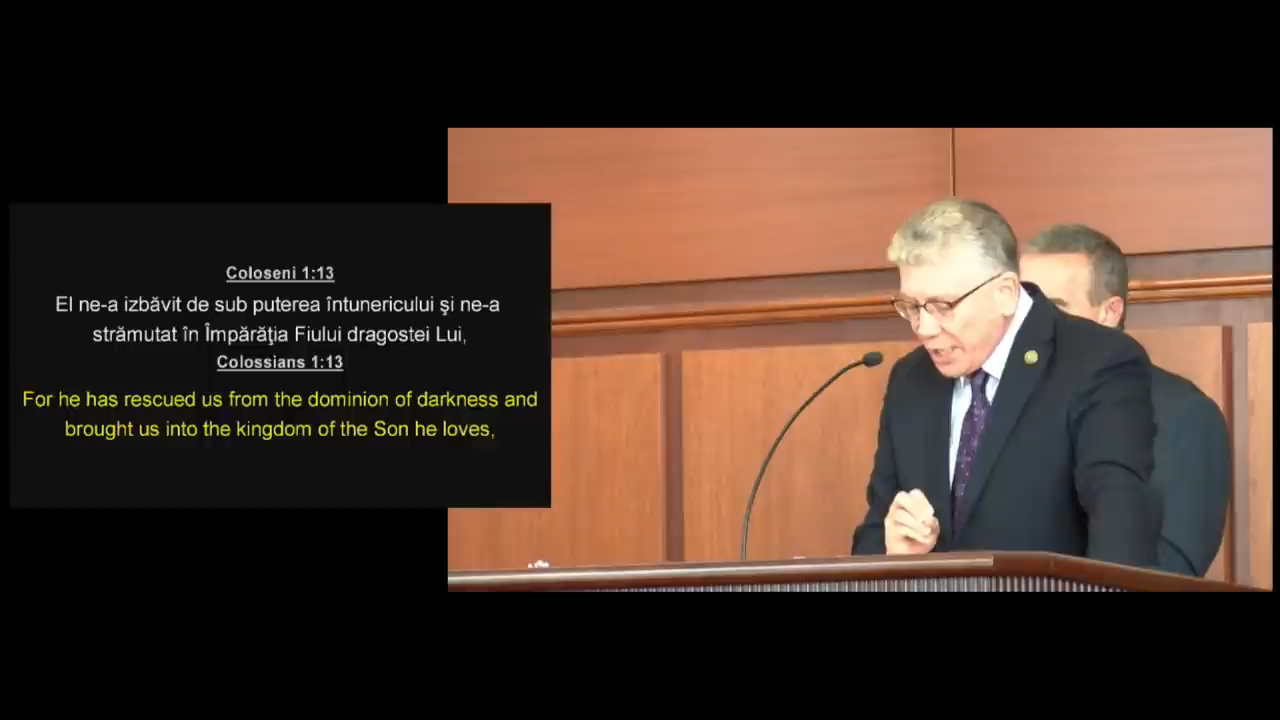 Coloseni 1:13
El ne-a izbăvit de sub puterea întunericului şi ne-a
strămutat în Împărăţia Fiului dragostei Lui,
Colossians 1:13
For he has rescued us from the dominion of darkness and
brought us into the kingdom of the Son he loves,